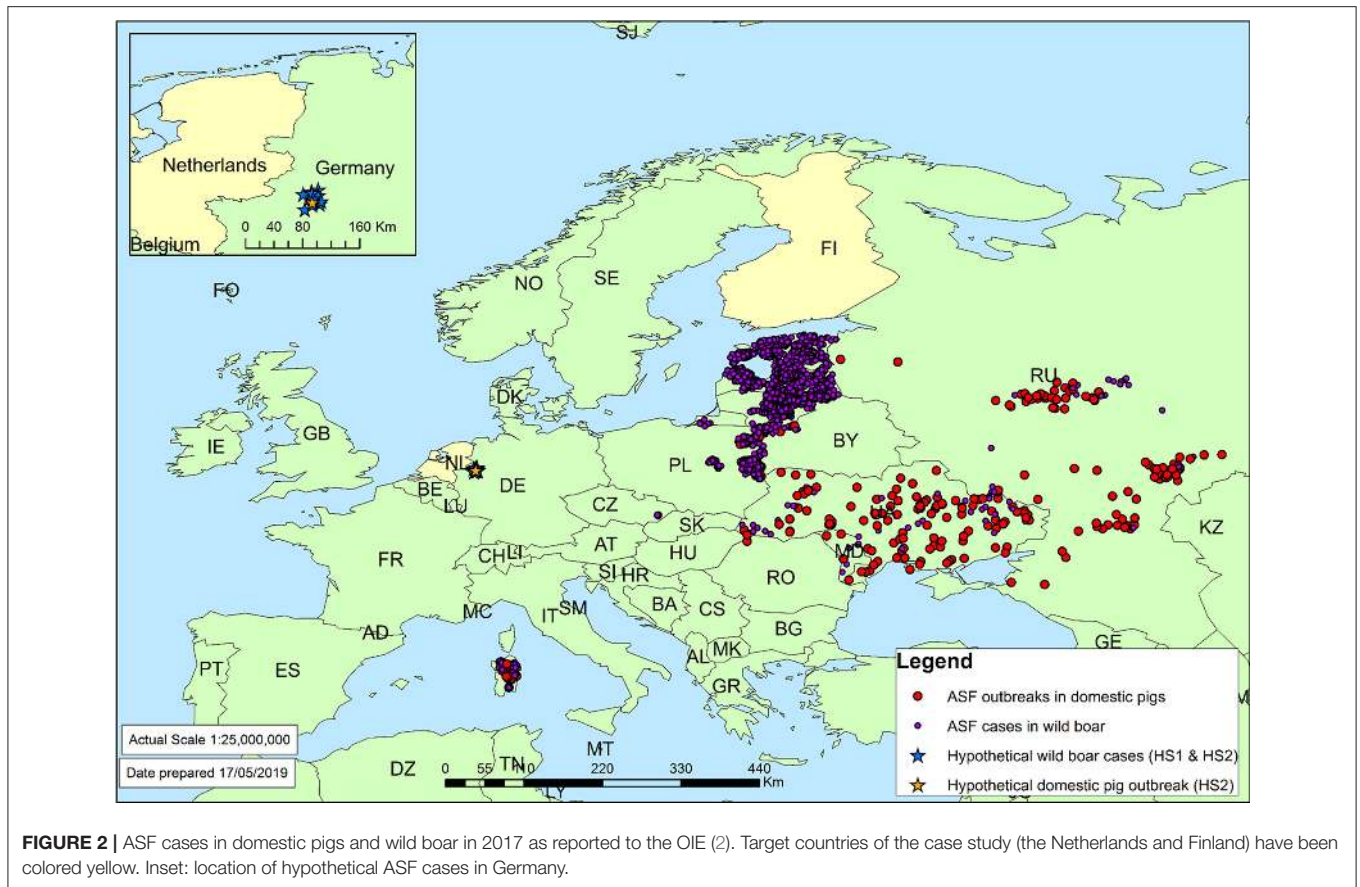 SJ
Netherlands
Germany
0 40 80 160 Km
Belgium
FO
FI
NO
SE
DK
RU
IE
GB
BY
NL
PL
BE
DE
LU
CZ
SK
KZ
FR
CH
LI
AT
HU
MD
SI
HR
RO
MC
IT
SM
BA
CS
AD
BG
GE
PT
ES
AL
MK
GR
Legend
ASF outbreaks in domestic pigs
ASF cases in wild boar
Hypothetical wild boar cases (HS1 & HS2)
Hypothetical domestic pig outbreak (HS2)
Actual Scale 1:25,000,000
Date prepared 17/05/2019
DZ
TN
MT
0 55 110 220 330 440
Km
FIGURE 2 | ASF cases in domestic pigs and wild boar in 2017 as reported to the OIE (2). Target countries of the case study (the Netherlands and Finland) have been
colored yellow. Inset: location of hypothetical ASF cases in Germany.